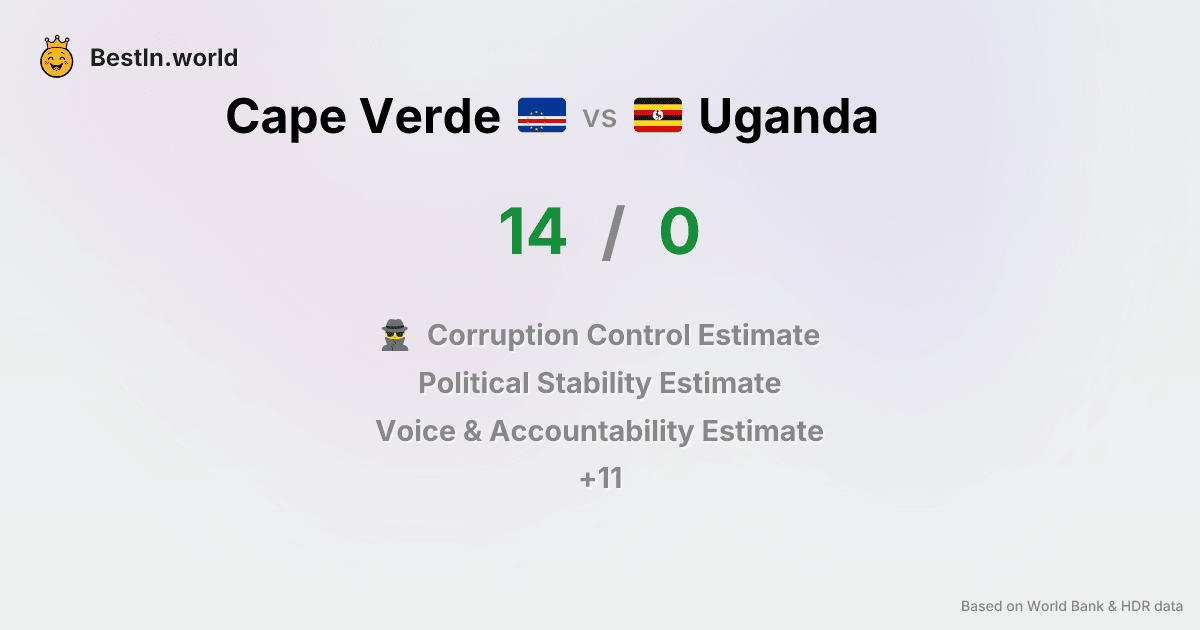 BestIn.world
Cape Verde vs Uganda
14 / 0
Corruption Control Estimate
Political Stability Estimate
Voice & Accountability Estimate
+11
Based on World Bank & HDR data